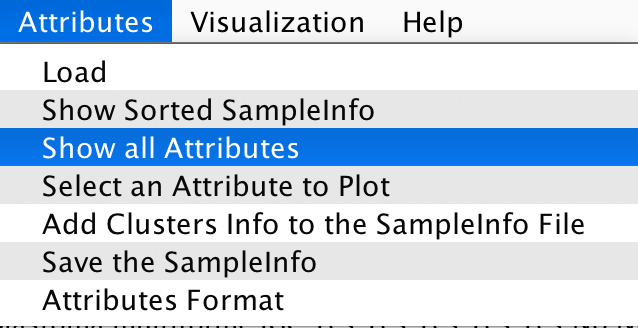 Attributes Visualization Help
Load
Show Sorted SampleInfo
Show all Attributes
Select an Attribute to Plot
Add Clusters Info to the SampleInfo File
Save the SampleInfo
Attributes Format